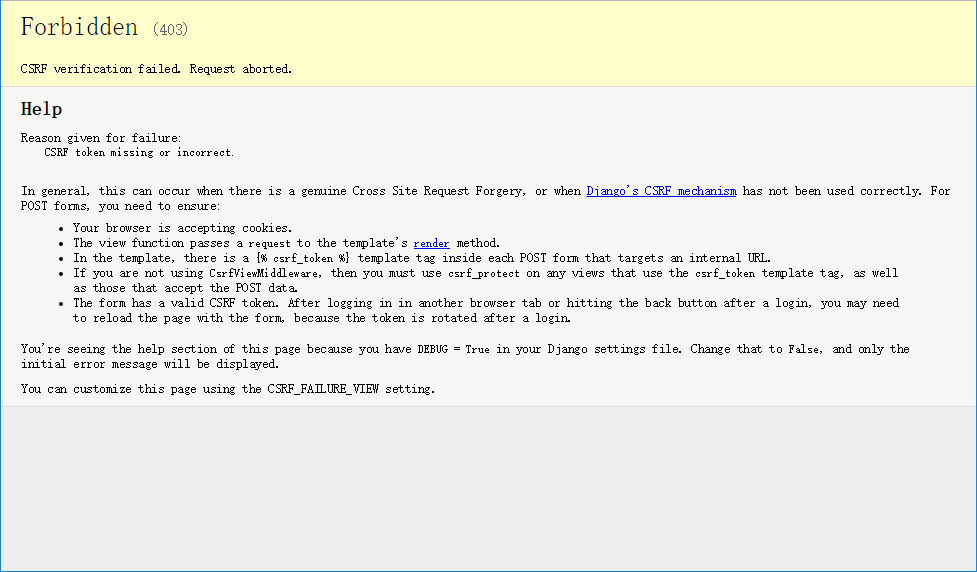 Forbidden (403)
CSRF verification failed. Request aborted.
Help
Reason given for failure:
CSRF token missing or incorrect.
In general, this can occur when there is a genuine Cross Site Request Forgery, or when Django's CSRF mechanism has not been used correctly. For
POST forms, you need to ensure:
• Your browser is accepting cookies.
• The view function passes a request to the template's render method.
• In the template, there is a {% csrf_token %} template tag inside each POST form that targets an internal URL.
• If you are not using CsrfViewMiddleware, then you must use csrf_protect on any views that use the csrf_token template tag, as well
as those that accept the POST data.
• The form has a valid CSRF token. After logging in in another browser tab or hitting the back button after a login, you may need
to reload the page with the form, because the token is rotated after a login.
You're seeing the help section of this page because you have DEBUG = True in your Django settings file. Change that to False, and only the
initial error message will be displayed.
You can customize this page using the CSRF_FAILURE_VIEW setting.